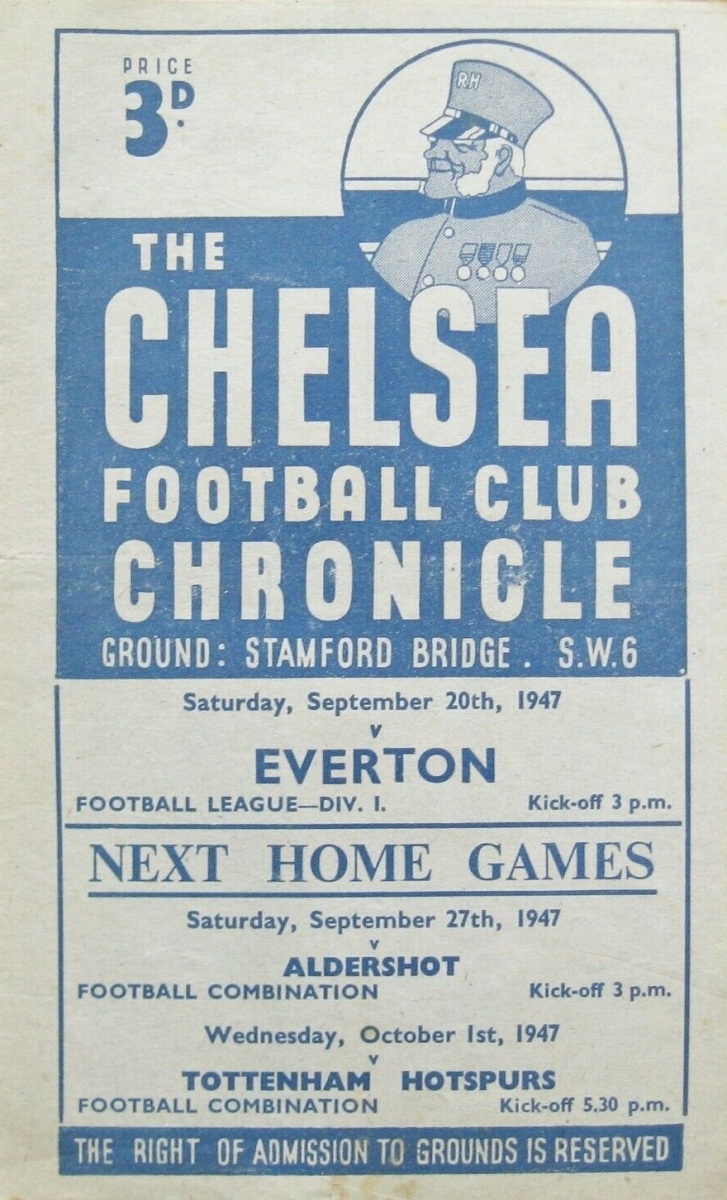 PRICE
3D.
RH
THE
CHELSEA
FOOTBALL CLUB
CHRONICLE
GROUND: STAMFORD BRIDGE. S.W.6
Saturday, September 20th, 1947
v
EVERTON
FOOTBALL LEAGUE—DIV. I. Kick-off 3 p.m.
NEXT HOME GAMES
Saturday, September 27th, 1947
v
ALDERSHOT
FOOTBALL COMBINATION Kick-off 3 p.m.
Wednesday, October 1st, 1947
v
TOTTENHAM HOTSPURS
FOOTBALL COMBINATION Kick-off 5.30 p.m.
THE RIGHT OF ADMISSION TO GROUNDS IS RESERVED